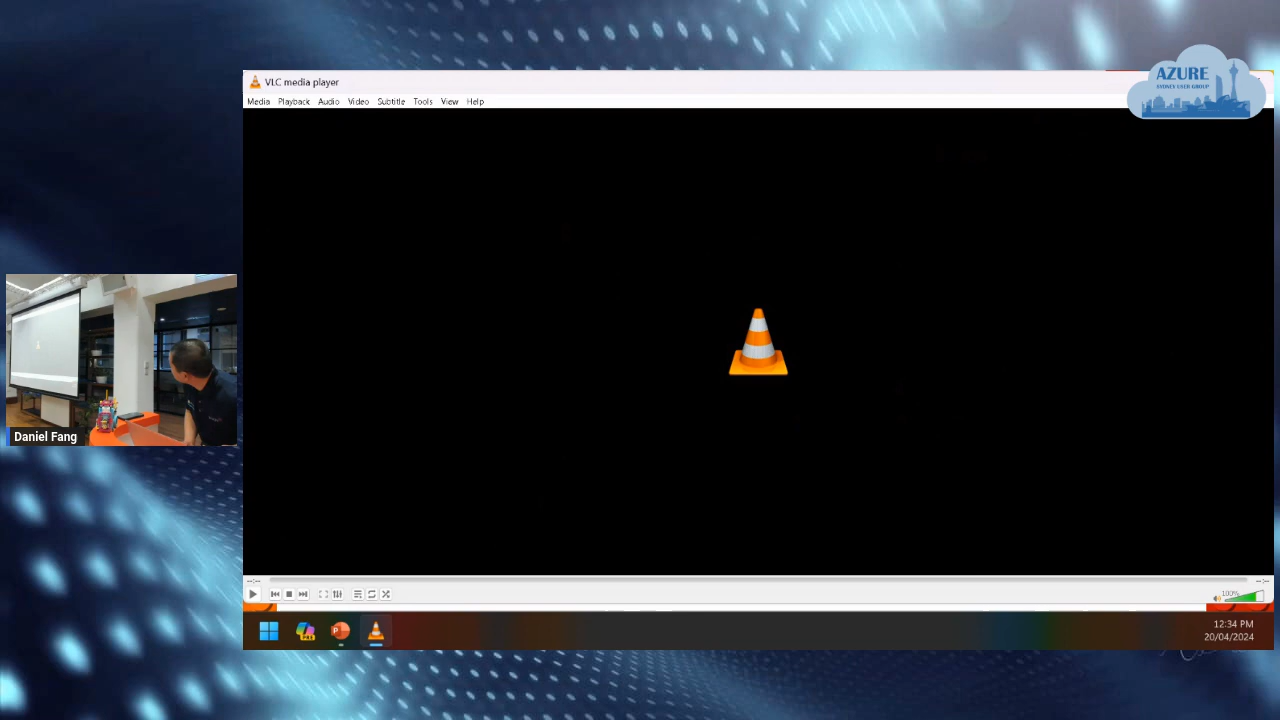 AZURE
SYDNEY USER GROUP
VLC media player
Media Playback Audio Video Subtitle Tools View Help
Daniel Fang
--:-- --:--
100%
12:34 PM
20/04/2024